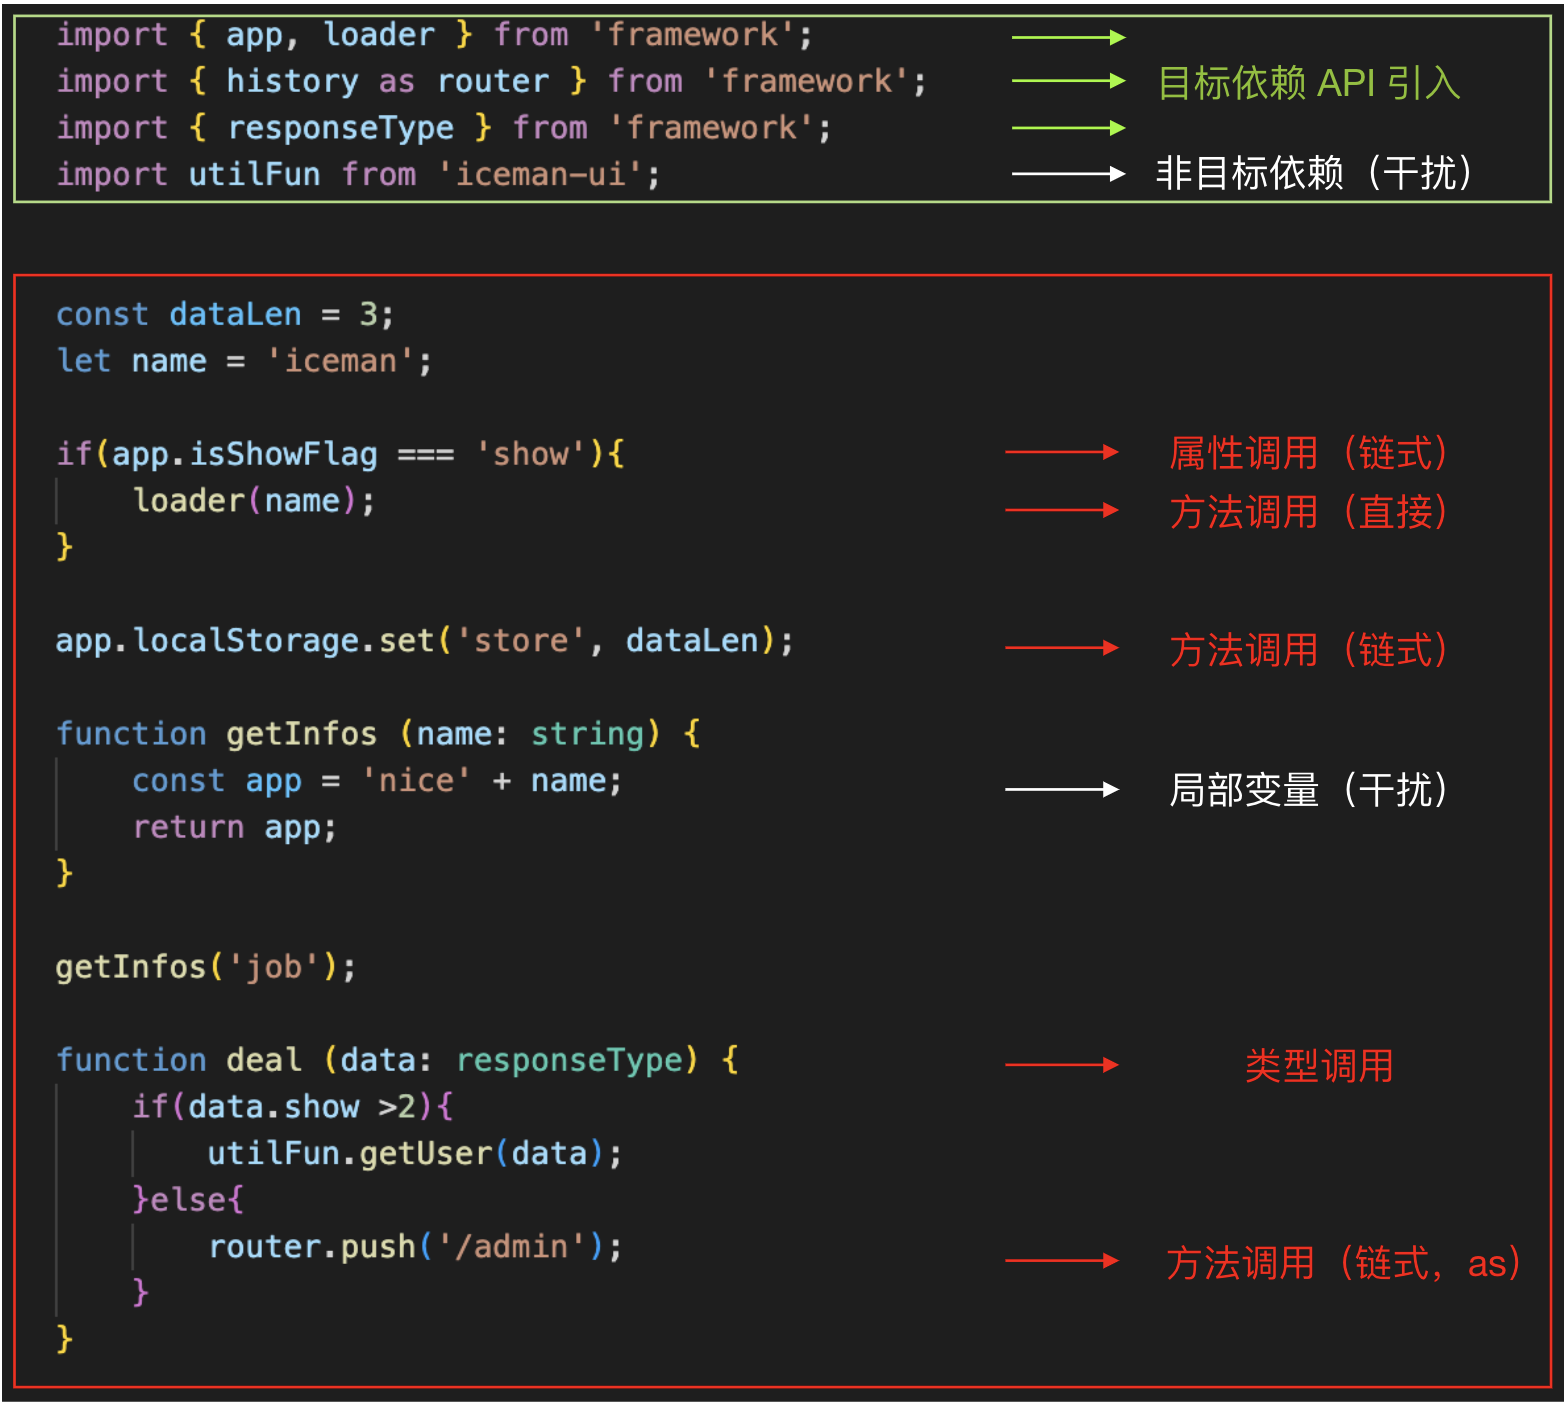 import { app, loader } from 'framework';
import { history as router } from 'framework'; 目标依赖 API 引入
import { responseType } from 'framework';
import utilFun from 'iceman-ui'; 非目标依赖（干扰）
const dataLen = 3;
let name = 'iceman';
if(app.isShowFlag === 'show'){ 属性调用（链式）
loader(name); 方法调用（直接）
}
app.localStorage.set('store', dataLen); 方法调用（链式）
function getInfos (name: string) {
const app = 'nice' + name; 局部变量（干扰）
return app;
}
getInfos('job');
function deal (data: responseType) { 类型调用
if(data.show >2){
utilFun.getUser(data);
}else{
router.push('/admin'); 方法调用（链式，as）
}
}